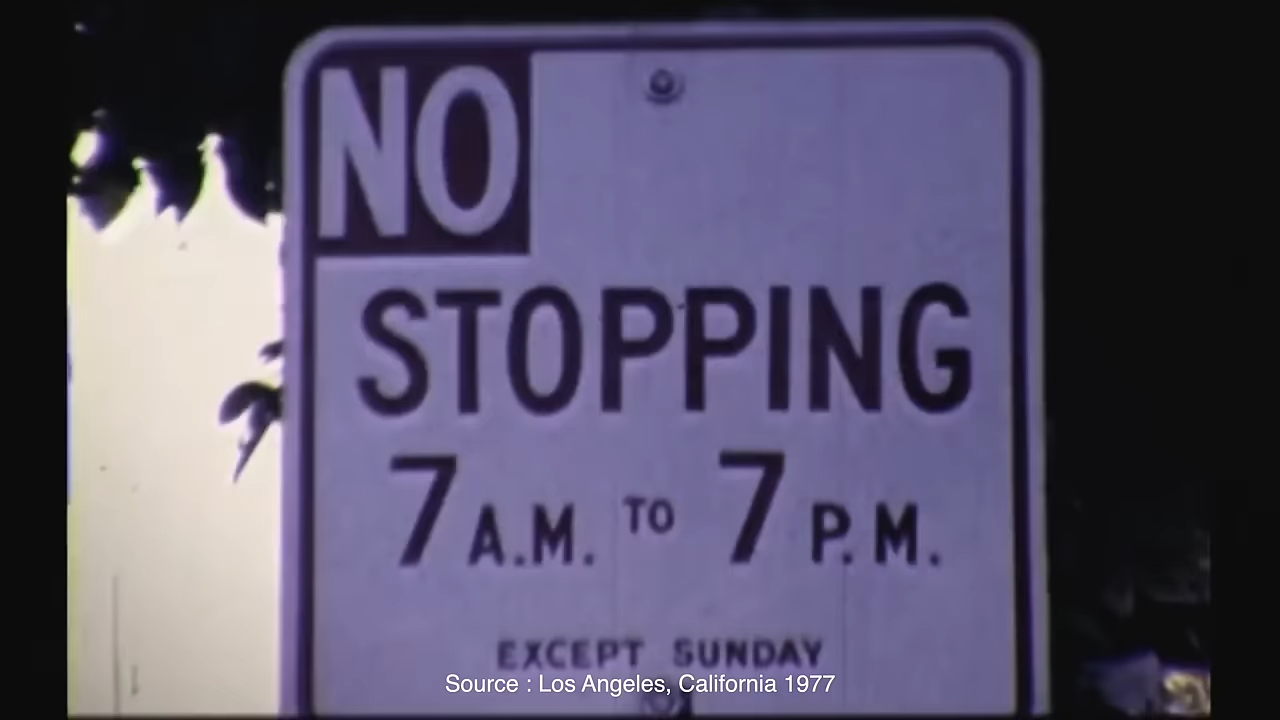 NO
STOPPING
7 A.M. TO 7 P.M.
EXCEPT SUNDAY
Source : Los Angeles, California 1977